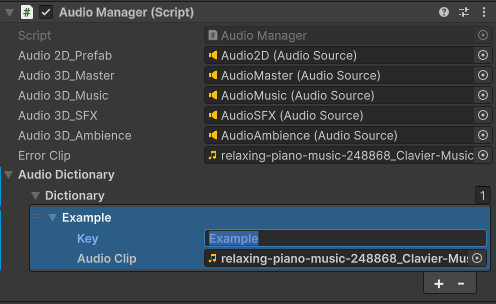 Audio Manager (Script)
Script Audio Manager
Audio 2D_Prefab Audio2D (Audio Source)
Audio 3D_Master AudioMaster (Audio Source)
Audio 3D_Music AudioMusic (Audio Source)
Audio 3D_SFX AudioSFX (Audio Source)
Audio 3D_Ambience AudioAmbience (Audio Source)
Error Clip relaxing-piano-music-248868_Clavier-Music
Audio Dictionary
Dictionary 1
Example
Key Example
Audio Clip relaxing-piano-music-248868_Clavier-Mus
+ -